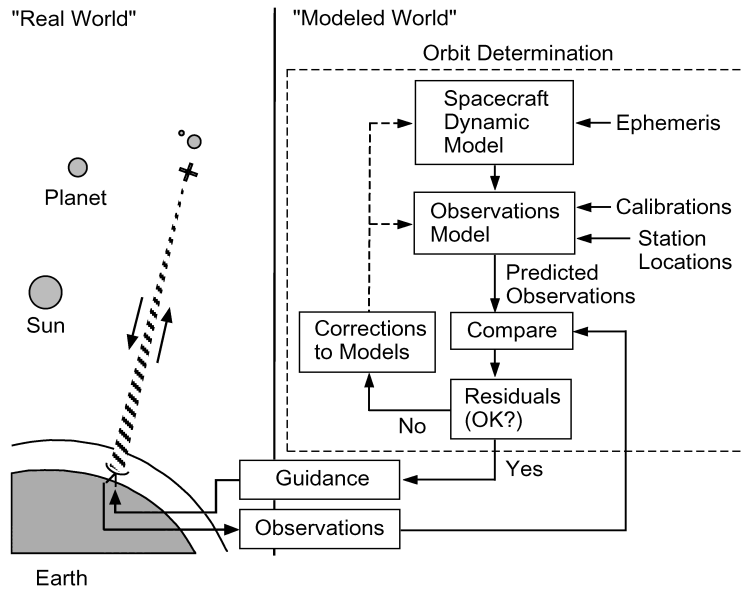 "Real World"
"Modeled World"
Orbit Determination
Spacecraft
Dynamic
Model
Ephemeris
Planet
Observations
Model
Calibrations
Station
Locations
Predicted
Observations
Sun
Corrections
to Models
Compare
Residuals
(OK?)
No
Yes
Guidance
Observations
Earth